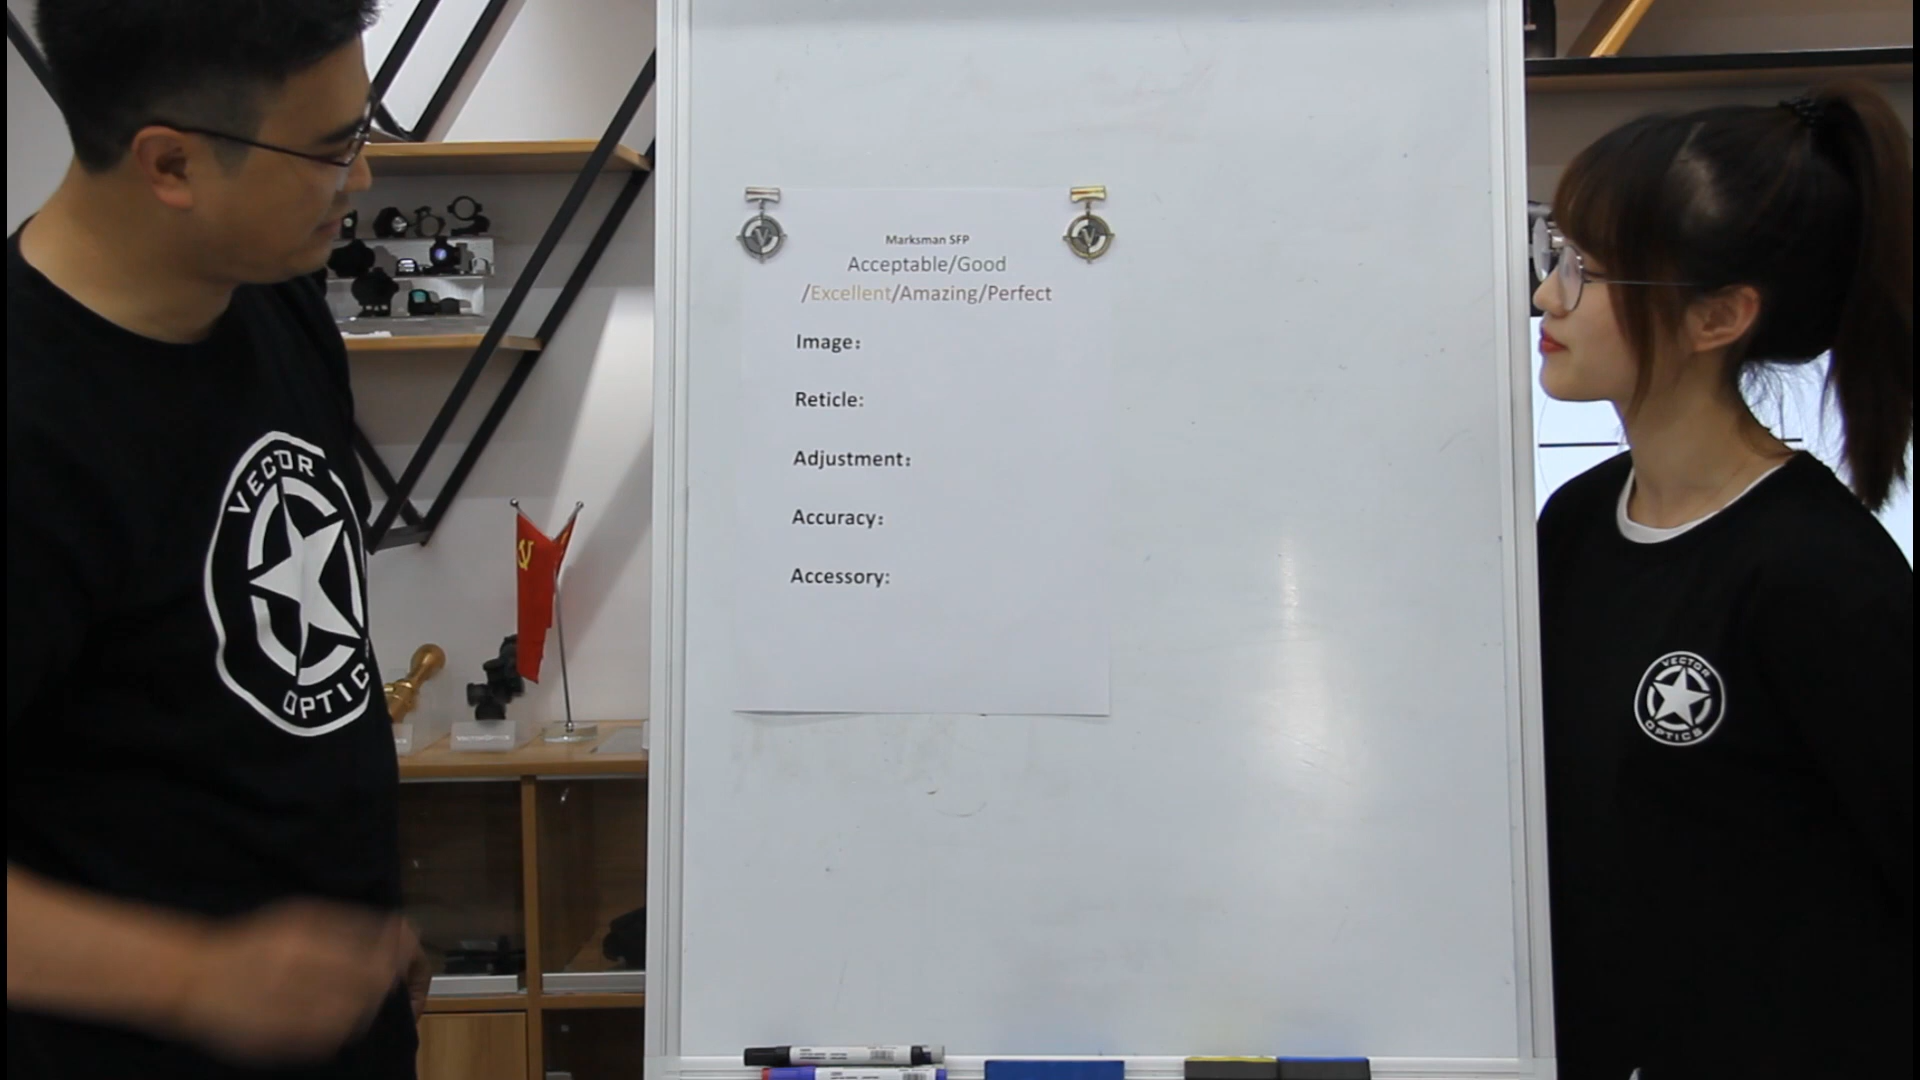 Marksman SFP
Acceptable/Good
/Excellent/Amazing/Perfect
Image:
Reticle:
Adjustment:
Accuracy:
Accessory:
VECTOR
OPTICS
VECTOR
OPTICS